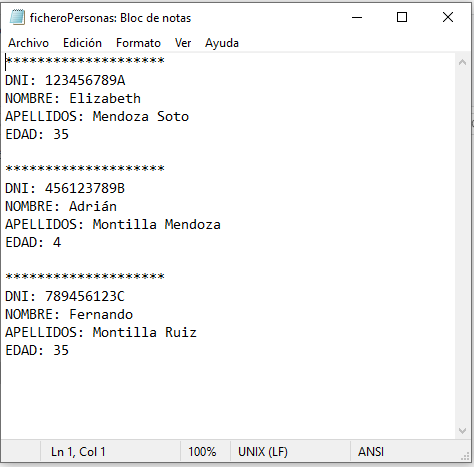 ficheroPersonas: Bloc de notas
Archivo Edición Formato Ver Ayuda
********************
DNI: 123456789A
NOMBRE: Elizabeth
APELLIDOS: Mendoza Soto
EDAD: 35
********************
DNI: 456123789B
NOMBRE: Adrián
APELLIDOS: Montilla Mendoza
EDAD: 4
********************
DNI: 789456123C
NOMBRE: Fernando
APELLIDOS: Montilla Ruiz
EDAD: 35
Ln 1, Col 1 100% UNIX (LF) ANSI